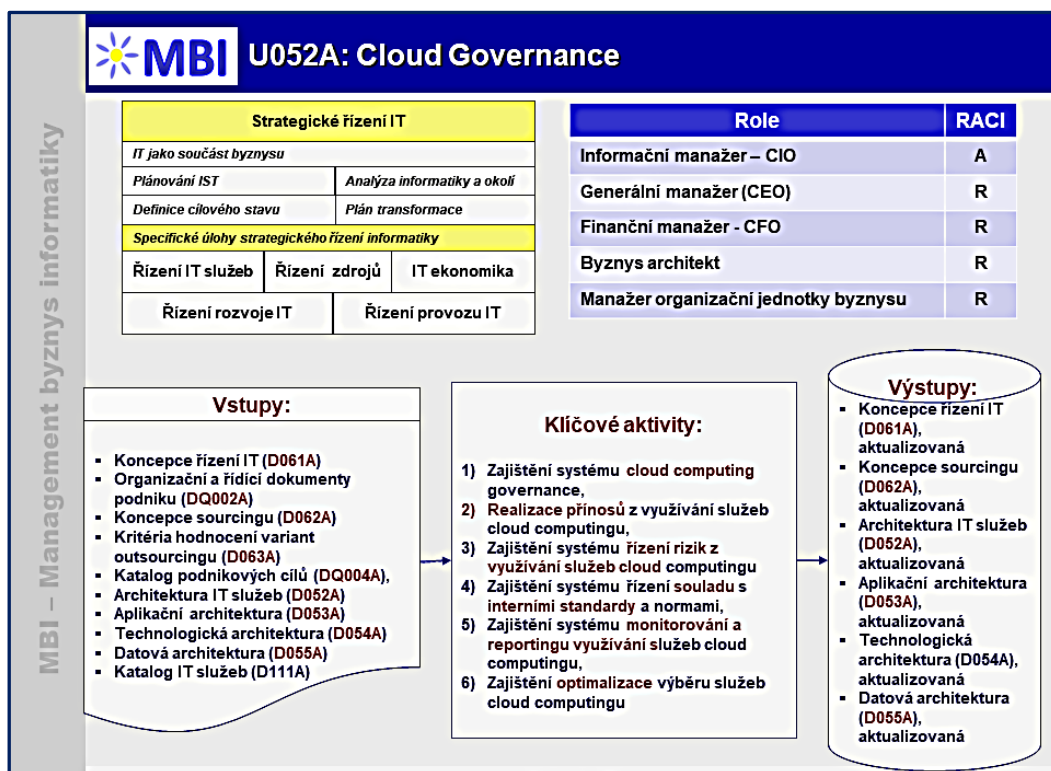 MBI
U052A: Cloud Governance
MBI – Management byznys informatiky
Strategické řízení IT
IT jako součást byznysu
Plánování IST
Analýza informatiky a okolí
Definice cílového stavu
Plán transformace
Specifické úlohy strategického řízení informatiky
Řízení IT služeb
Řízení zdrojů
IT ekonomika
Řízení rozvoje IT
Řízení provozu IT
Role RACI
Informační manažer – CIO A
Generální manažer (CEO) R
Finanční manažer - CFO R
Byznys architekt R
Manažer organizační jednotky byznysu R
Vstupy:
▪ Koncepce řízení IT (D061A)
▪ Organizační a řídící dokumenty
podniku (DQ002A)
▪ Koncepce sourcingu (D062A)
▪ Kritéria hodnocení variant
outsourcingu (D063A)
▪ Katalog podnikových cílů (DQ004A),
▪ Architektura IT služeb (D052A)
▪ Aplikační architektura (D053A)
▪ Technologická architektura (D054A)
▪ Datová architektura (D055A)
▪ Katalog IT služeb (D111A)
Klíčové aktivity:
1) Zajištění systému cloud computing
governance,
2) Realizace přínosů z využívání služeb
cloud computingu,
3) Zajištění systému řízení rizik z
využívání služeb cloud computingu
4) Zajištění systému řízení souladu s
interními standardy a normami,
5) Zajištění systému monitorování a
reportingu využívání služeb cloud
computingu,
6) Zajištění optimalizace výběru služeb
cloud computingu
Výstupy:
▪ Koncepce řízení IT
(D061A),
aktualizovaná
▪ Koncepce sourcingu
(D062A),
aktualizovaná
▪ Architektura IT služeb
(D052A),
aktualizovaná
▪ Aplikační architektura
(D053A),
aktualizovaná
▪ Technologická
architektura (D054A),
aktualizovaná
▪ Datová architektura
(D055A),
aktualizovaná